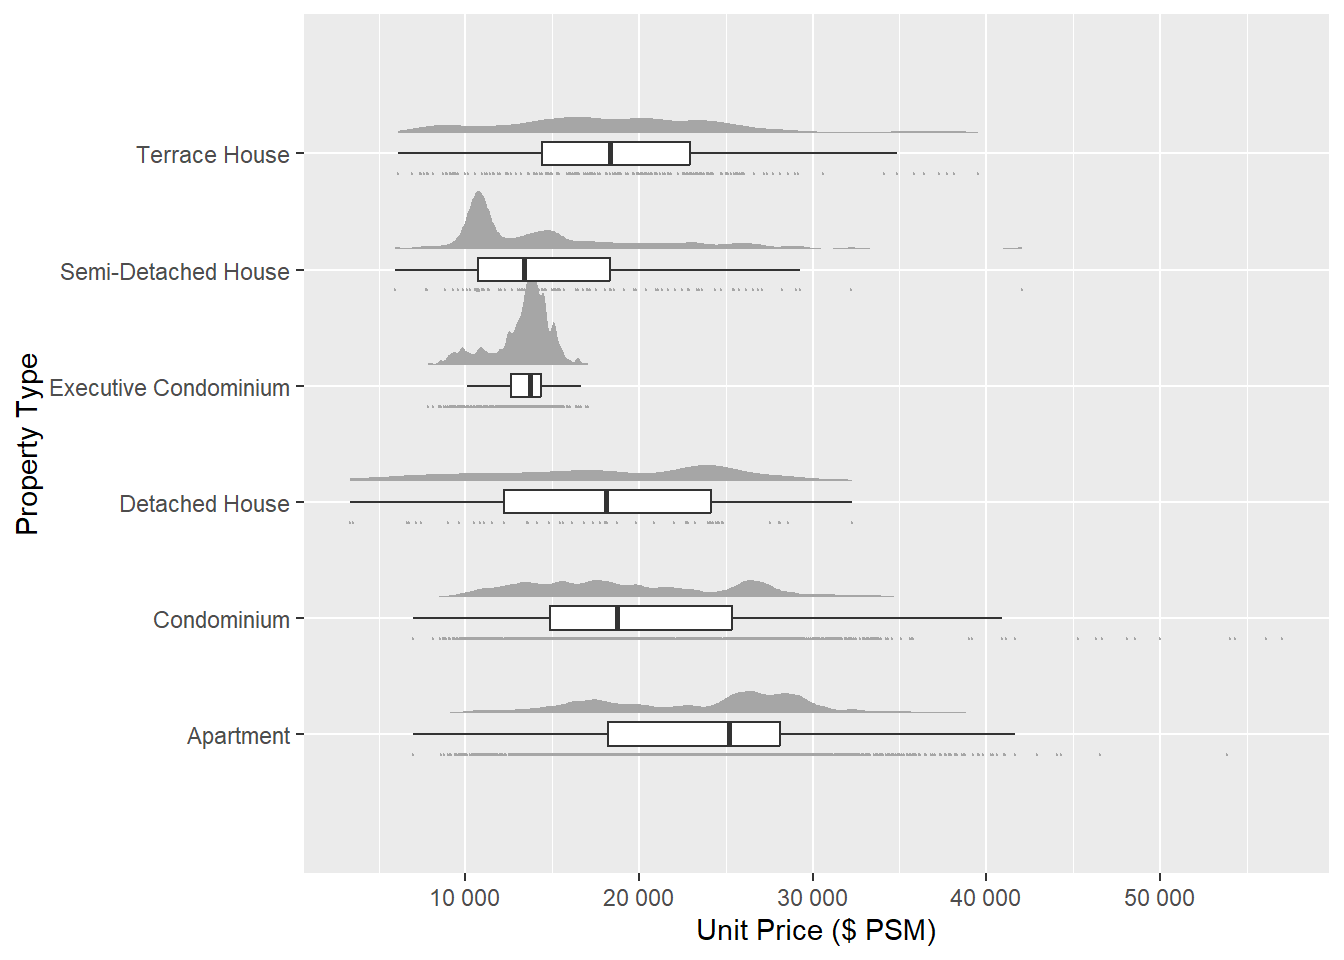 Terrace House
Semi-Detached House
Executive Condominium
Detached House
Condominium
Apartment
Property Type
10 000
20 000
30 000
40 000
50 000
Unit Price ($ PSM)